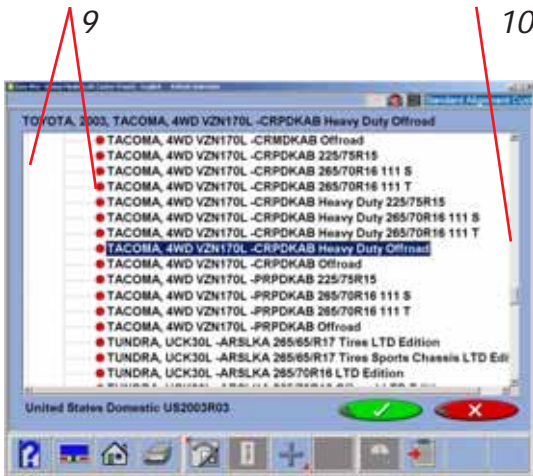 9
10
Standard Alignment
TOYOTA, 2003, TACOMA, 4WD VZN170L -CRPDKAB Heavy Duty Offroad
TACOMA, 4WD VZN170L -CRMDKAB Offroad
TACOMA, 4WD VZN170L -CRPDKAB 225/75R15
TACOMA, 4WD VZN170L -CRPDKAB 265/70R16 111 S
TACOMA, 4WD VZN170L -CRPDKAB 265/70R16 111 T
TACOMA, 4WD VZN170L -CRPDKAB Heavy Duty 225/75R15
TACOMA, 4WD VZN170L -CRPDKAB Heavy Duty 265/70R16 111 S
TACOMA, 4WD VZN170L -CRPDKAB Heavy Duty 265/70R16 111 T
TACOMA, 4WD VZN170L -CRPDKAB Heavy Duty Offroad
TACOMA, 4WD VZN170L -CRPDKAB Offroad
TACOMA, 4WD VZN170L -PRPDKAB 225/75R15
TACOMA, 4WD VZN170L -PRPDKAB 265/70R16 111 S
TACOMA, 4WD VZN170L -PRPDKAB 265/70R16 111 T
TACOMA, 4WD VZN170L -PRPDKAB Offroad
TUNDRA, UCK30L -ARSLKA 265/65/R17 Tires LTD Edition
TUNDRA, UCK30L -ARSLKA 265/65/R17 Tires Sports Chassis LTD Edi
TUNDRA, UCK30L -ARSLKA 265/70R16 LTD Edition
United States Domestic US2003R03
?